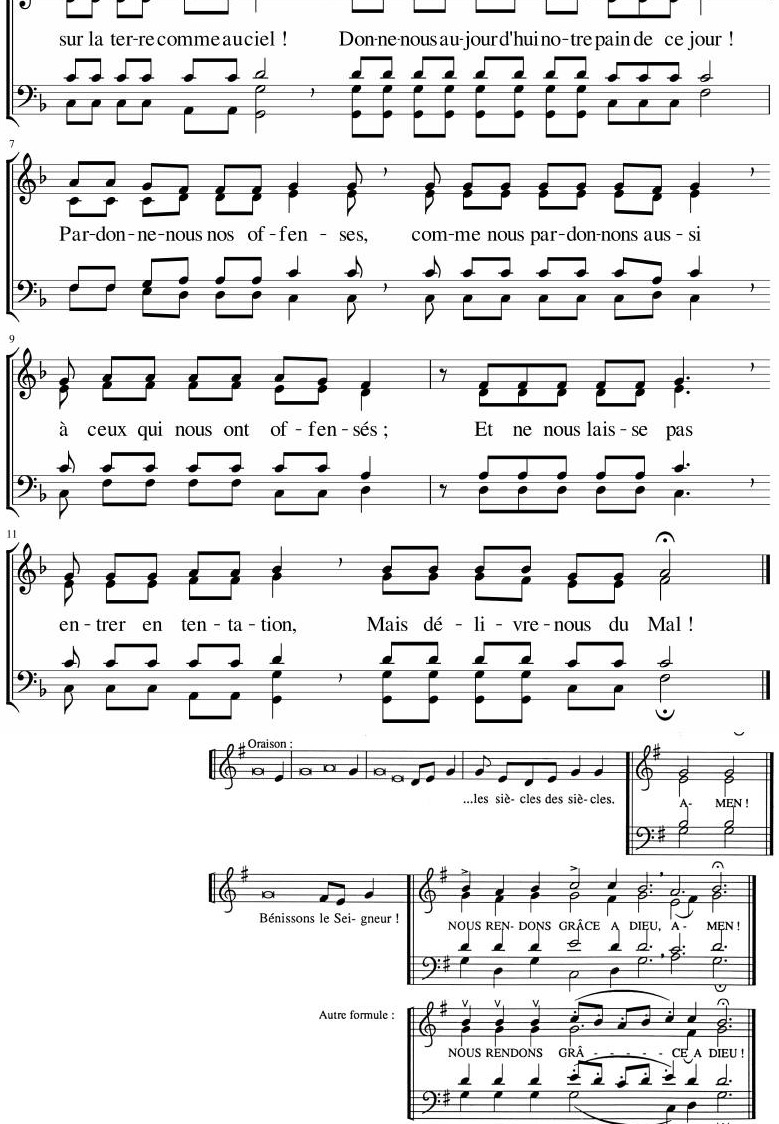 sur la ter-re comme au ciel ! Don-ne-nous au-jourd'hui no-tre pain de ce jour !
7
Par-don-ne-nous nos of-fen-ses, com-me nous par-don-nons aus-si
9
à ceux qui nous ont of-fen-sés ; Et ne nous lais-se pas
11
en-trer en ten-ta-tion, Mais dé-li-vre-nous du Mal !
Oraison :
...les siè- cles des siè- cles. A- MEN !
Bénissons le Sei- gneur ! NOUS REN- DONS GRÂCE A DIEU, A- MEN !
Autre formule :
NOUS RENDONS GRÂ - - - - - CE A DIEU !